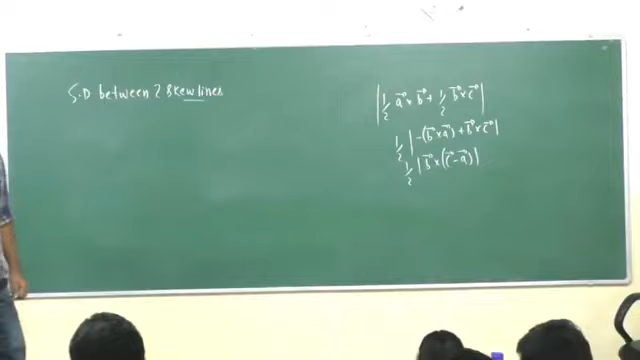 S.D between 2 Skew lines
|1/2 a⃗ × b⃗ + 1/2 b⃗ × c⃗|
1/2 |-(b⃗ × a⃗) + b⃗ × c⃗|
1/2 |b⃗ × (c⃗ - a⃗)|